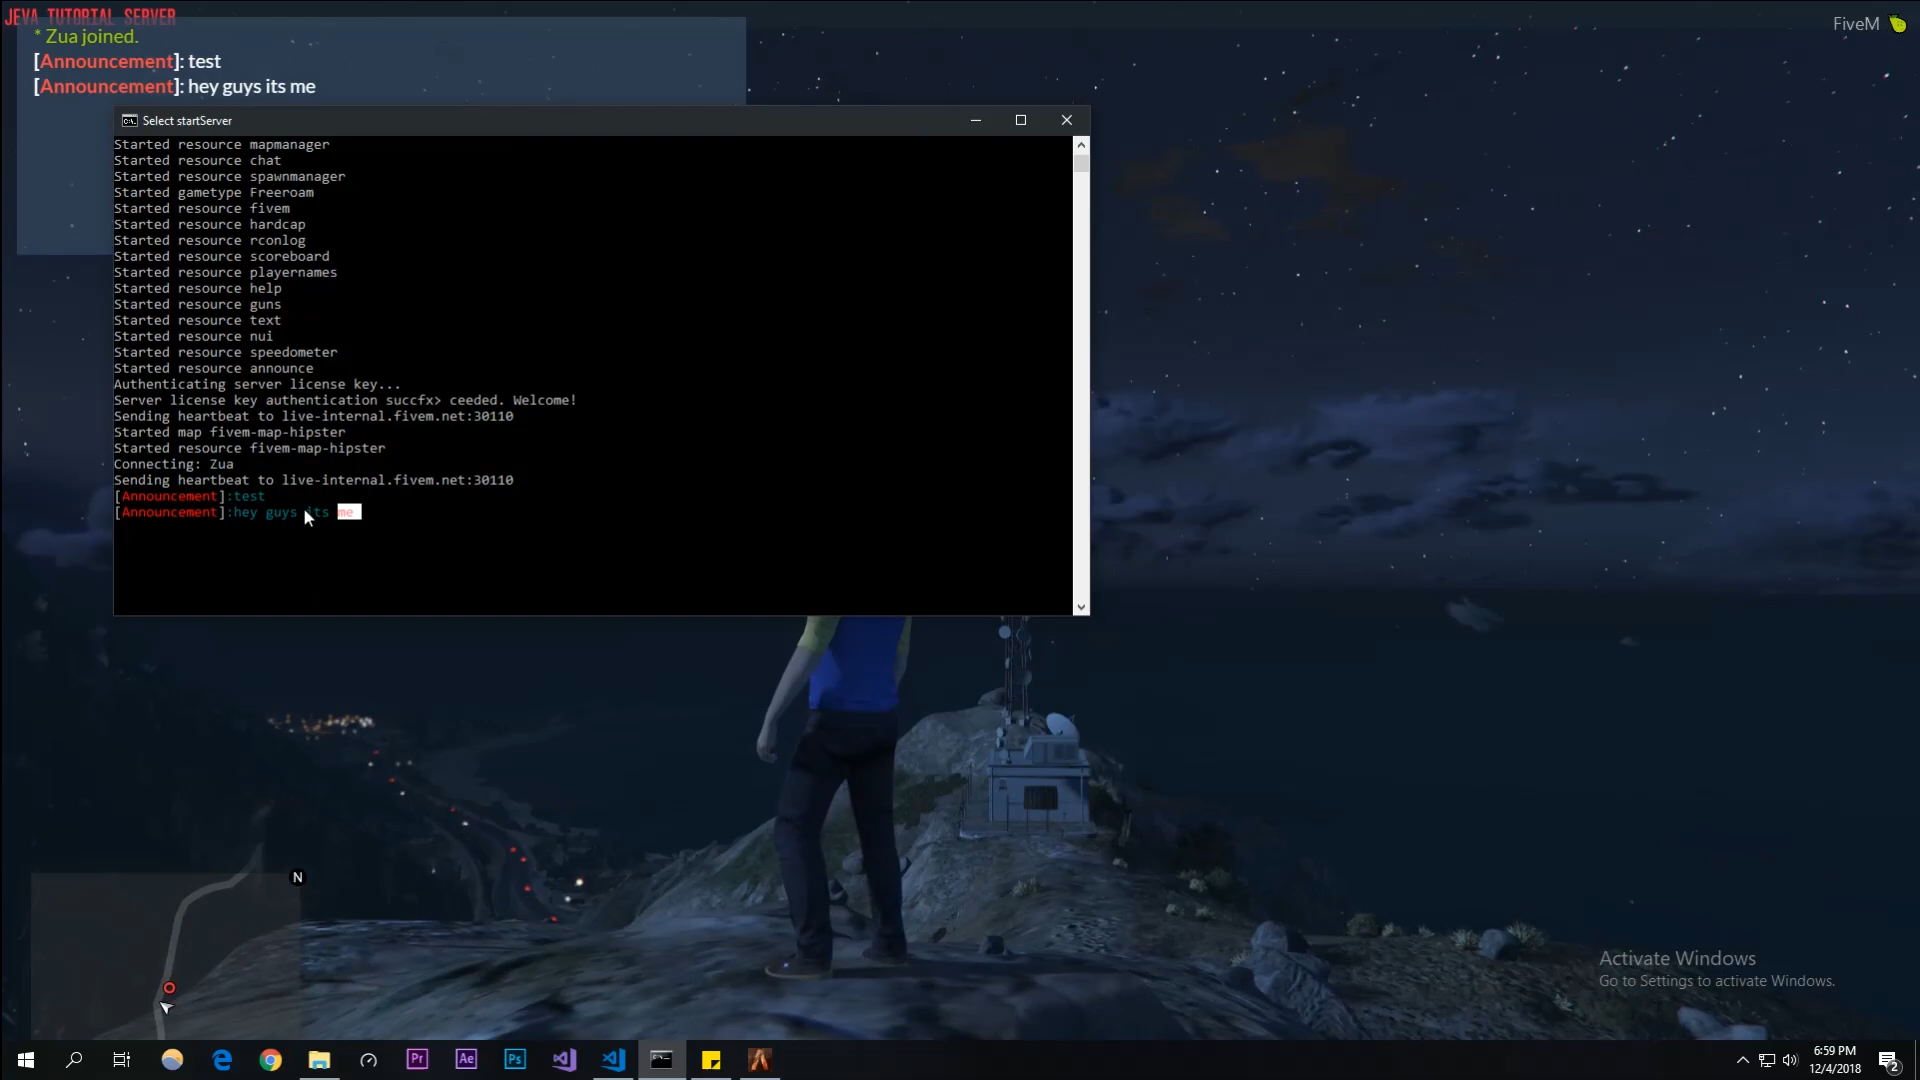 JEVA TUTORIAL SERVER
FiveM
* Zua joined.
[Announcement]: test
[Announcement]: hey guys its me
Select startServer
Started resource mapmanager
Started resource chat
Started resource spawnmanager
Started gametype Freeroam
Started resource fivem
Started resource hardcap
Started resource rconlog
Started resource scoreboard
Started resource playernames
Started resource help
Started resource guns
Started resource text
Started resource nui
Started resource speedometer
Started resource announce
Authenticating server license key...
Server license key authentication succfx> ceeded. Welcome!
Sending heartbeat to live-internal.fivem.net:30110
Started map fivem-map-hipster
Started resource fivem-map-hipster
Connecting: Zua
Sending heartbeat to live-internal.fivem.net:30110
[Announcement]:test
[Announcement]:hey guys its me
N
Activate Windows
Go to Settings to activate Windows.
Pr
Ae
Ps
6:59 PM
12/4/2018
2